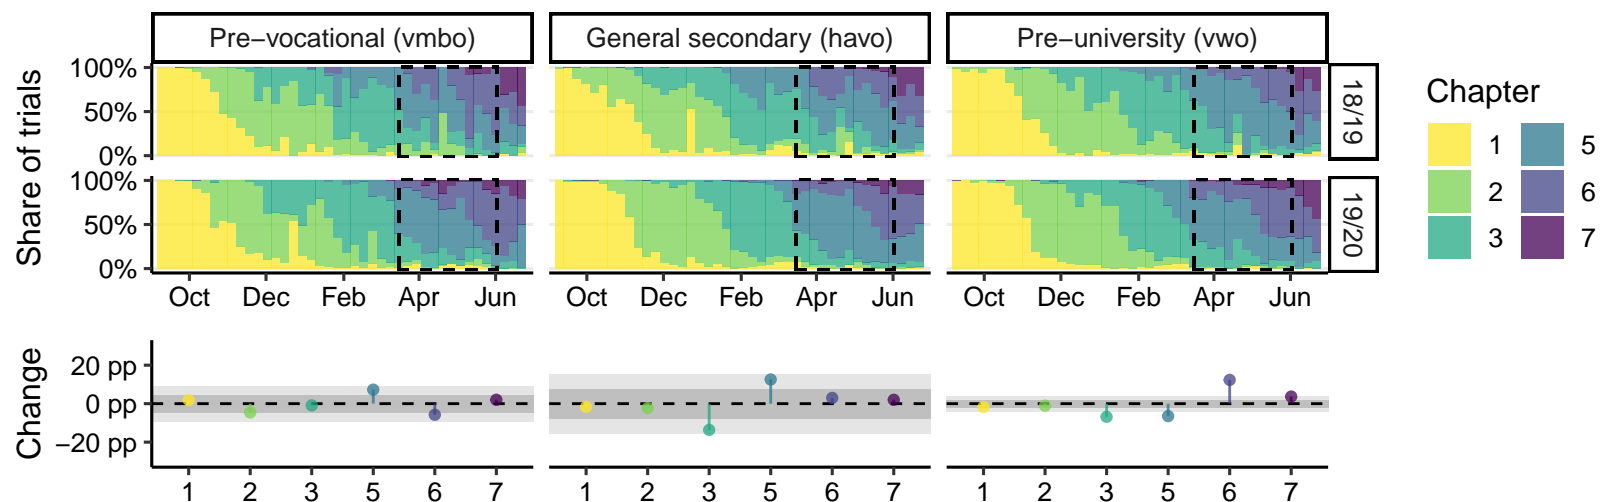 Pre−vocational (vmbo)
General secondary (havo)
Pre−university (vwo)
Share of trials
100%
50%
0%
18/19
100%
50%
0%
19/20
Oct Dec Feb Apr Jun
Oct Dec Feb Apr Jun
Oct Dec Feb Apr Jun
Chapter
1 5
2 6
3 7
Change
20 pp
0 pp
−20 pp
1 2 3 5 6 7
1 2 3 5 6 7
1 2 3 5 6 7